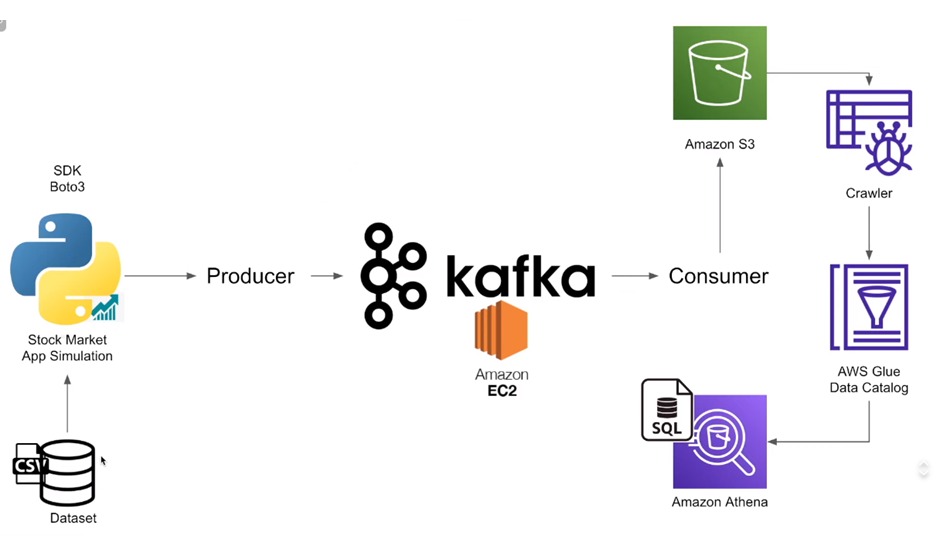 SDK
Boto3
Stock Market
App Simulation
CSV
Dataset
Producer
kafka
Amazon
EC2
Consumer
Amazon S3
Crawler
AWS Glue
Data Catalog
SQL
Amazon Athena